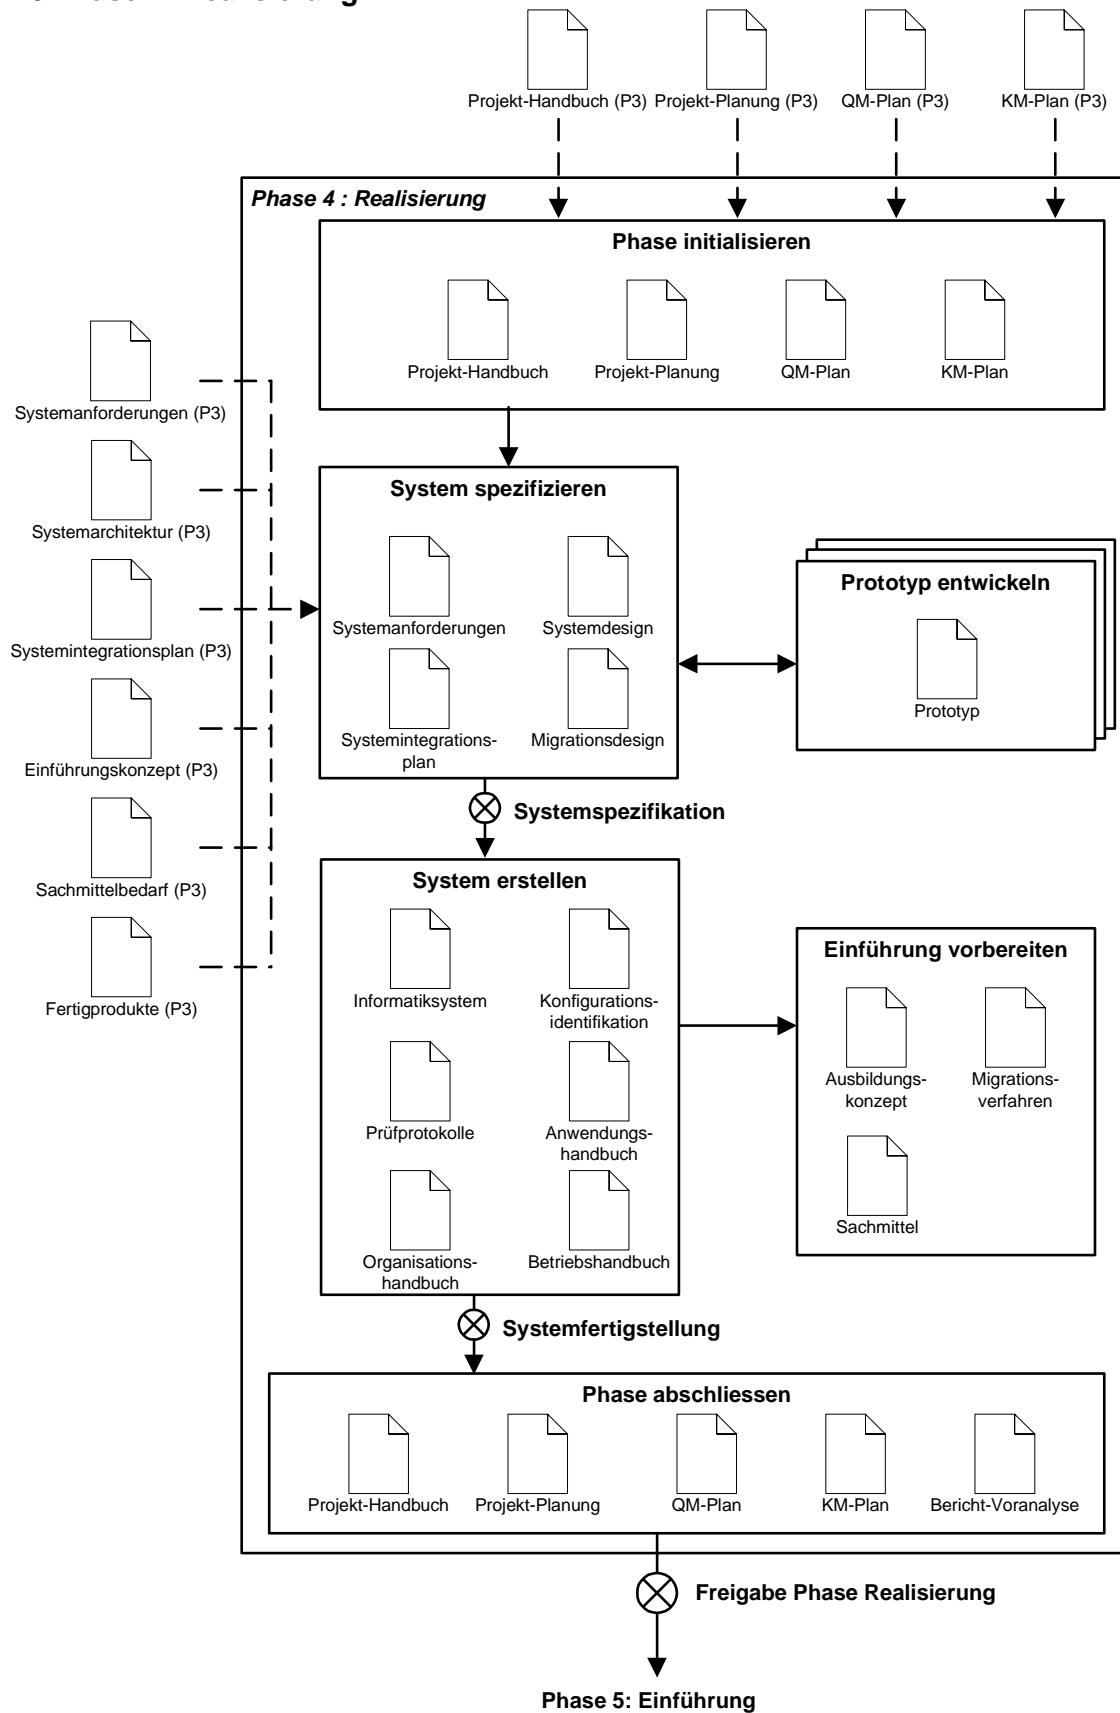 Projekt-Handbuch (P3) Projekt-Planung (P3) QM-Plan (P3) KM-Plan (P3)
Phase 4 : Realisierung
Phase initialisieren
Projekt-Handbuch Projekt-Planung QM-Plan KM-Plan
Systemanforderungen (P3)
Systemarchitektur (P3)
Systemintegrationsplan (P3)
Einführungskonzept (P3)
Sachmittelbedarf (P3)
Fertigprodukte (P3)
System spezifizieren
Systemanforderungen Systemdesign
Systemintegrations-
plan
Migrationsdesign
Prototyp entwickeln
Prototyp
Systemspezifikation
System erstellen
Informatiksystem
Konfigurations-
identifikation
Prüfprotokolle
Anwendungs-
handbuch
Organisations-
handbuch
Betriebshandbuch
Einführung vorbereiten
Ausbildungs-
konzept
Migrations-
verfahren
Sachmittel
Systemfertigstellung
Phase abschliessen
Projekt-Handbuch Projekt-Planung QM-Plan KM-Plan Bericht-Voranalyse
Freigabe Phase Realisierung
Phase 5: Einführung